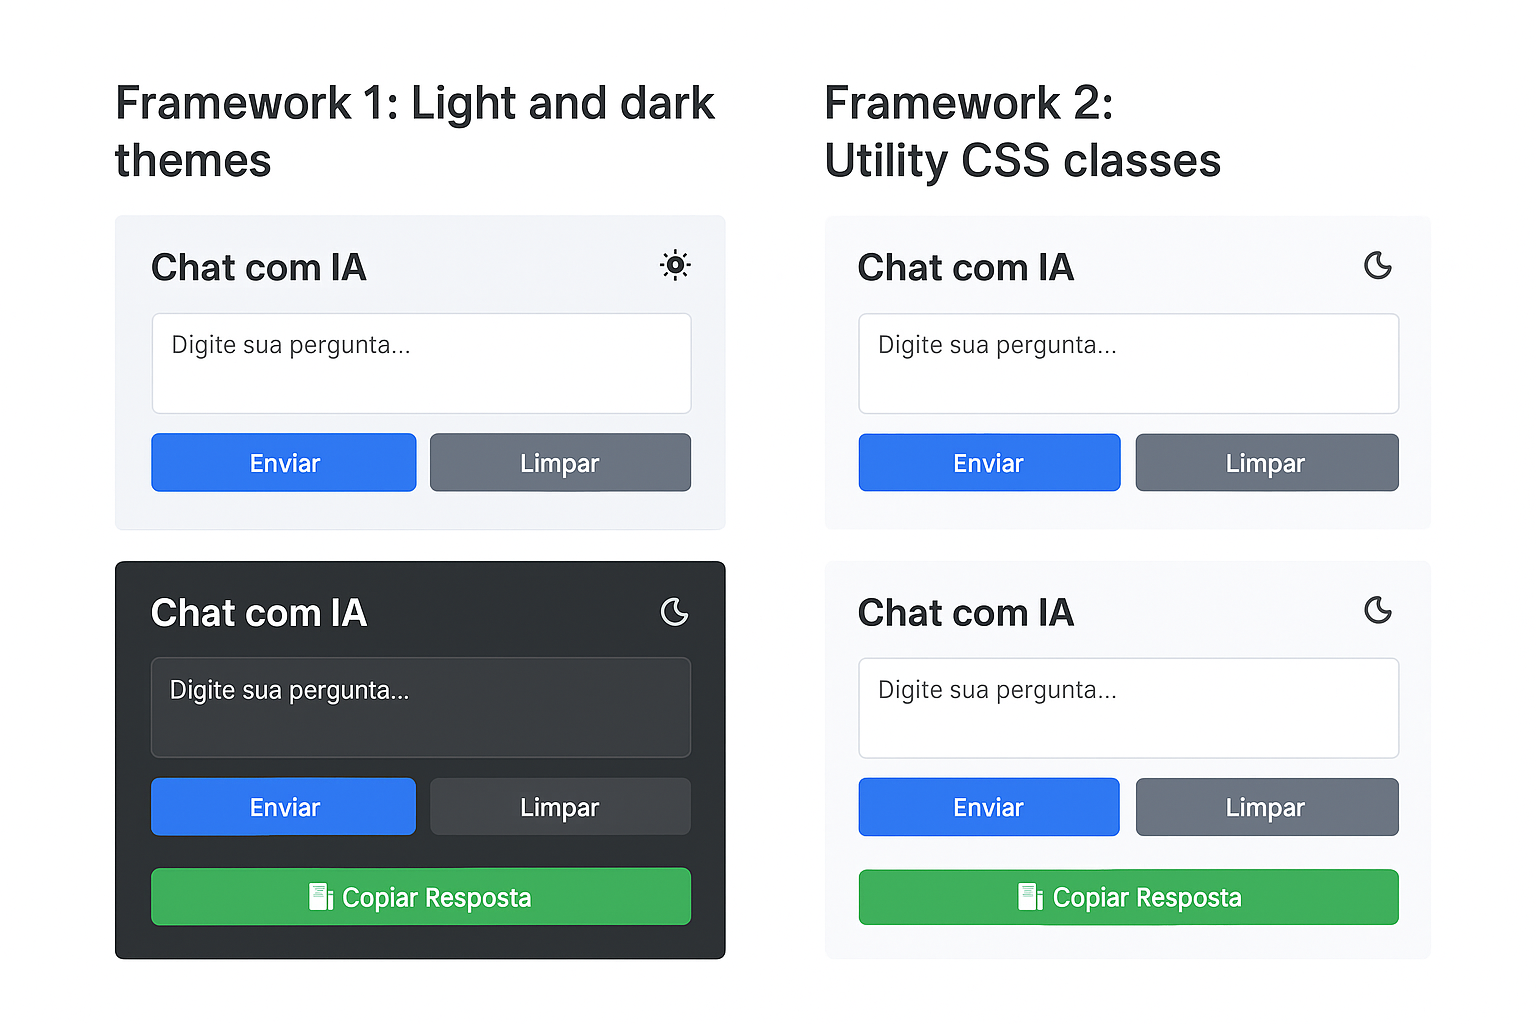 Framework 1: Light and dark
themes
Chat com IA
Digite sua pergunta...
Enviar
Limpar
Chat com IA
Digite sua pergunta...
Enviar
Limpar
Copiar Resposta
Framework 2:
Utility CSS classes
Chat com IA
Digite sua pergunta...
Enviar
Limpar
Chat com IA
Digite sua pergunta...
Enviar
Limpar
Copiar Resposta